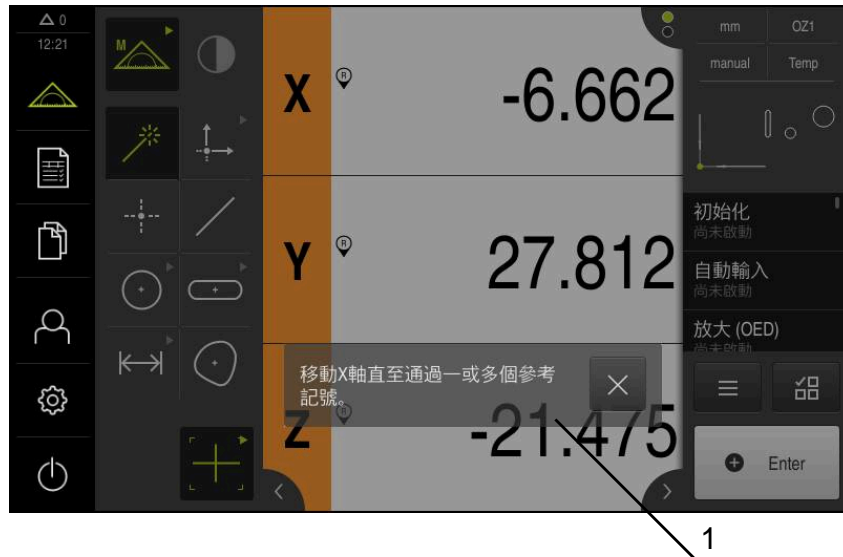 0
12:21
M
X
R
-6.662
Y
R
27.812
Z
R
-21.475
移動X軸直至通過一或多個參考
記號。
mm
OZ1
manual
Temp
初始化
尚未啟動
自動輸入
尚未啟動
放大 (OED)
尚未啟動
Enter
1